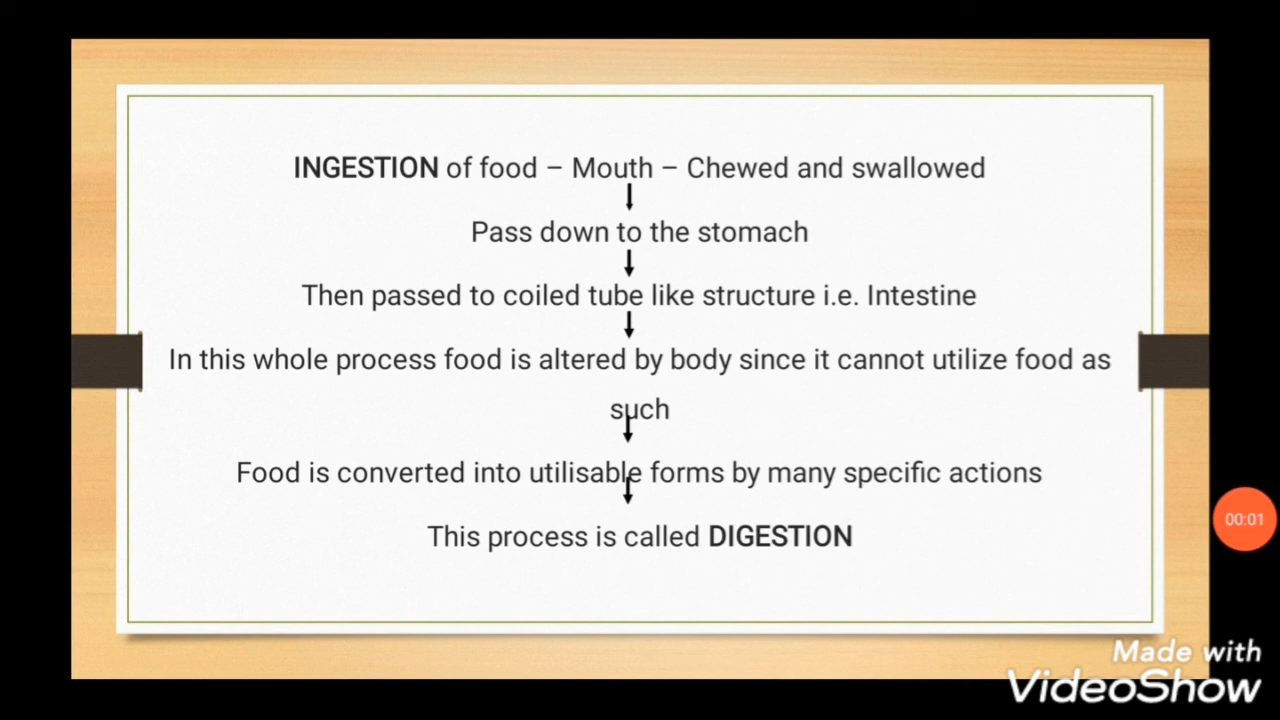 INGESTION of food – Mouth – Chewed and swallowed
Pass down to the stomach
Then passed to coiled tube like structure i.e. Intestine
In this whole process food is altered by body since it cannot utilize food as
such
Food is converted into utilisable forms by many specific actions
This process is called DIGESTION
00:01
Made with
VideoShow